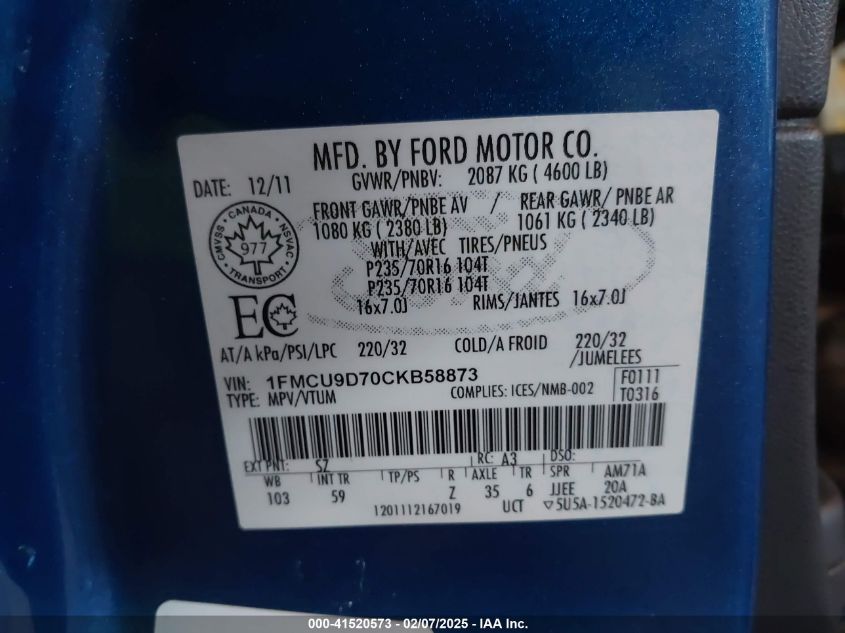 MFD. BY FORD MOTOR CO.
DATE: 12/11
GVWR/PNBV: 2087 KG ( 4600 LB)
FRONT GAWR/PNBE AV / REAR GAWR/ PNBE AR
1080 KG ( 2380 LB) 1061 KG ( 2340 LB)
WITH/AVEC TIRES/PNEUS
P235/70R16 104T
P235/70R16 104T
16x7.0J RIMS/JANTES 16x7.0J
CANADA
CMVSS NSVAC
977
TRANSPORT
EC
AT/A kPa/PSI/LPC 220/32 COLD/A FROID 220/32
/JUMELEES
VIN: 1FMCU9D70CKB58873
TYPE: MPV/VTUM COMPLIES: ICES/NMB-002
F0111
T0316
EXT PNT: SZ RC: A3 DSO:
WB INT TR TP/PS R AXLE TR SPR AM71A
103 59 Z 35 6 JJEE 20A
1201112167019 UCT ▽5U5A-1520472-BA
000-41520573 - 02/07/2025 - IAA Inc.